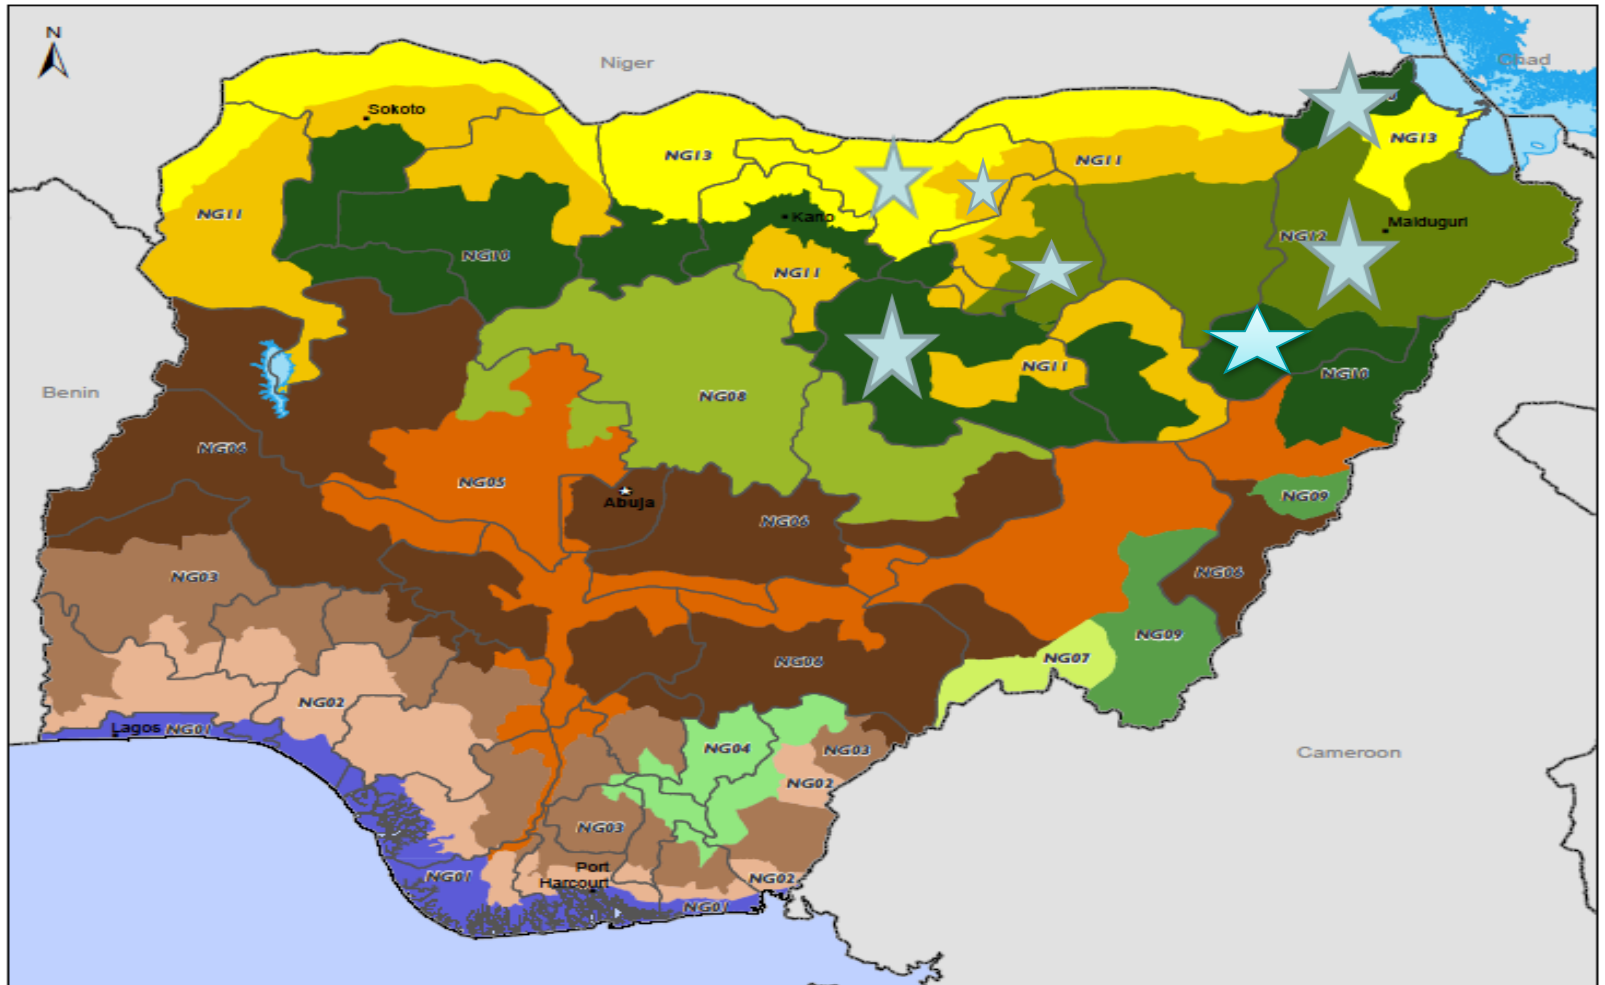 N
Niger
Chad
Sokoto
NG13
NG13
NG11
NG11
Kano
Maiduguri
NG12
NG10
NG11
NG11
NG10
Benin
NG08
NG06
NG05
NG09
Abuja
NG06
NG03
NG06
NG09
NG07
NG06
NG02
Lagos NG01
NG04
NG03
Cameroon
NG02
NG03
Port
Harcourt
NG01
NG02
NG01